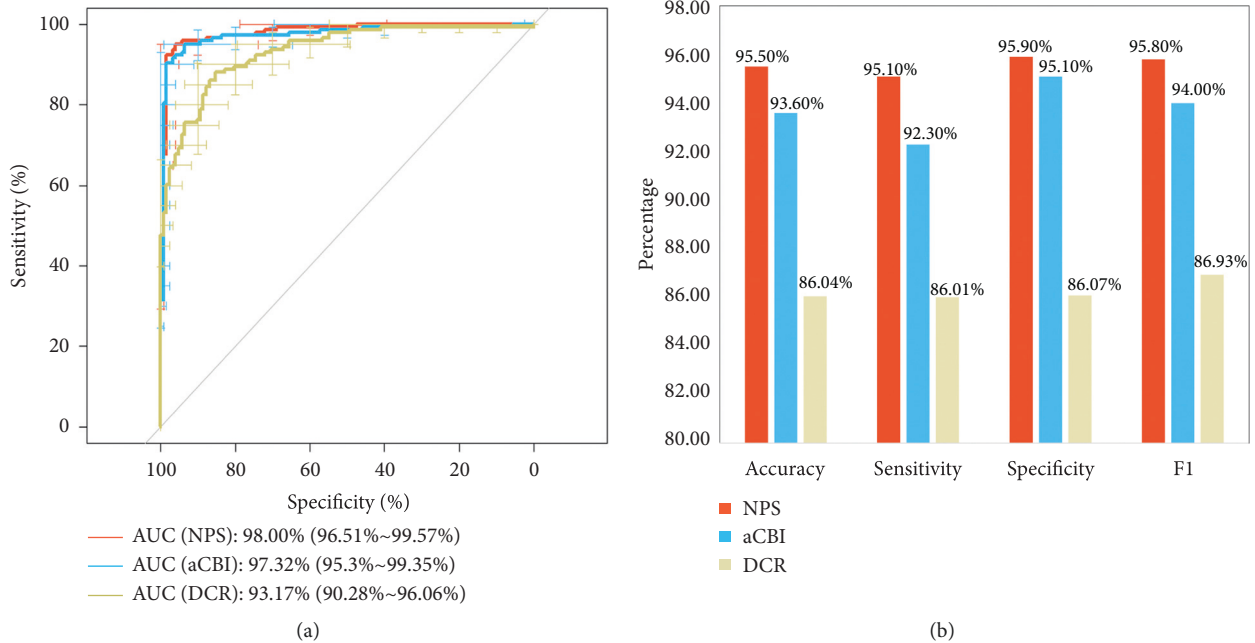 100
80
60
40
20
0
Sensitivity (%)
100 80 60 40 20 0
Specificity (%)
AUC (NPS): 98.00% (96.51%~99.57%)
AUC (aCBI): 97.32% (95.3%~99.35%)
AUC (DCR): 93.17% (90.28%~96.06%)
(a)
98.00
96.00
94.00
92.00
90.00
88.00
86.00
84.00
82.00
80.00
Percentage
95.50%
93.60%
86.04%
95.10%
92.30%
86.01%
95.90%
95.10%
86.07%
95.80%
94.00%
86.93%
Accuracy Sensitivity Specificity F1
NPS
aCBI
DCR
(b)